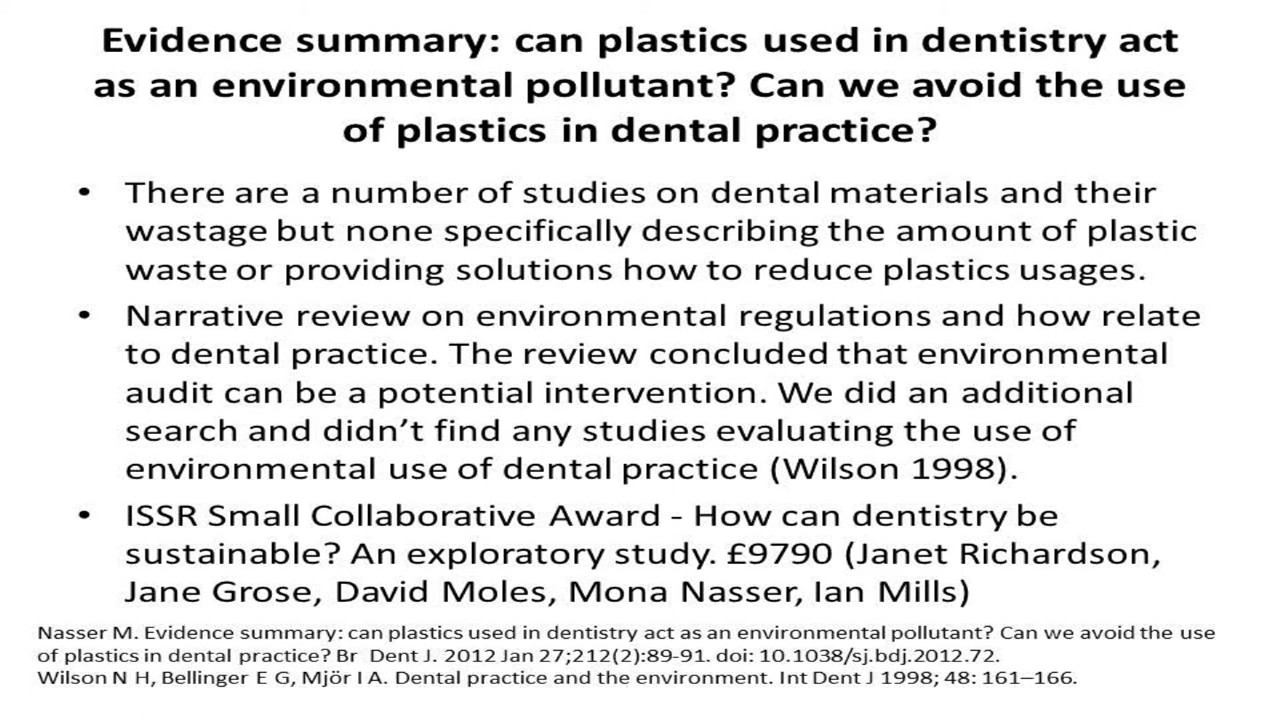 Evidence summary: can plastics used in dentistry act
as an environmental pollutant? Can we avoid the use
of plastics in dental practice?
• There are a number of studies on dental materials and their
wastage but none specifically describing the amount of plastic
waste or providing solutions how to reduce plastics usages.
• Narrative review on environmental regulations and how relate
to dental practice. The review concluded that environmental
audit can be a potential intervention. We did an additional
search and didn’t find any studies evaluating the use of
environmental use of dental practice (Wilson 1998).
• ISSR Small Collaborative Award - How can dentistry be
sustainable? An exploratory study. £9790 (Janet Richardson,
Jane Grose, David Moles, Mona Nasser, Ian Mills)
Nasser M. Evidence summary: can plastics used in dentistry act as an environmental pollutant? Can we avoid the use
of plastics in dental practice? Br Dent J. 2012 Jan 27;212(2):89-91. doi: 10.1038/sj.bdj.2012.72.
Wilson N H, Bellinger E G, Mjör I A. Dental practice and the environment. Int Dent J 1998; 48: 161–166.